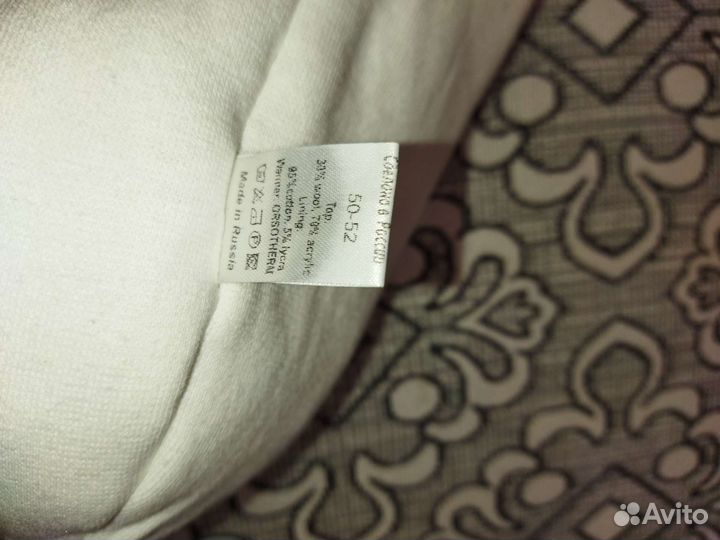 Сделано в России
50-52
Top:
30% wool, 70% acrylic
Lining:
95% cotton, 5% lycra
Warmer: ORSOTHERM
Made in Russia
Avito